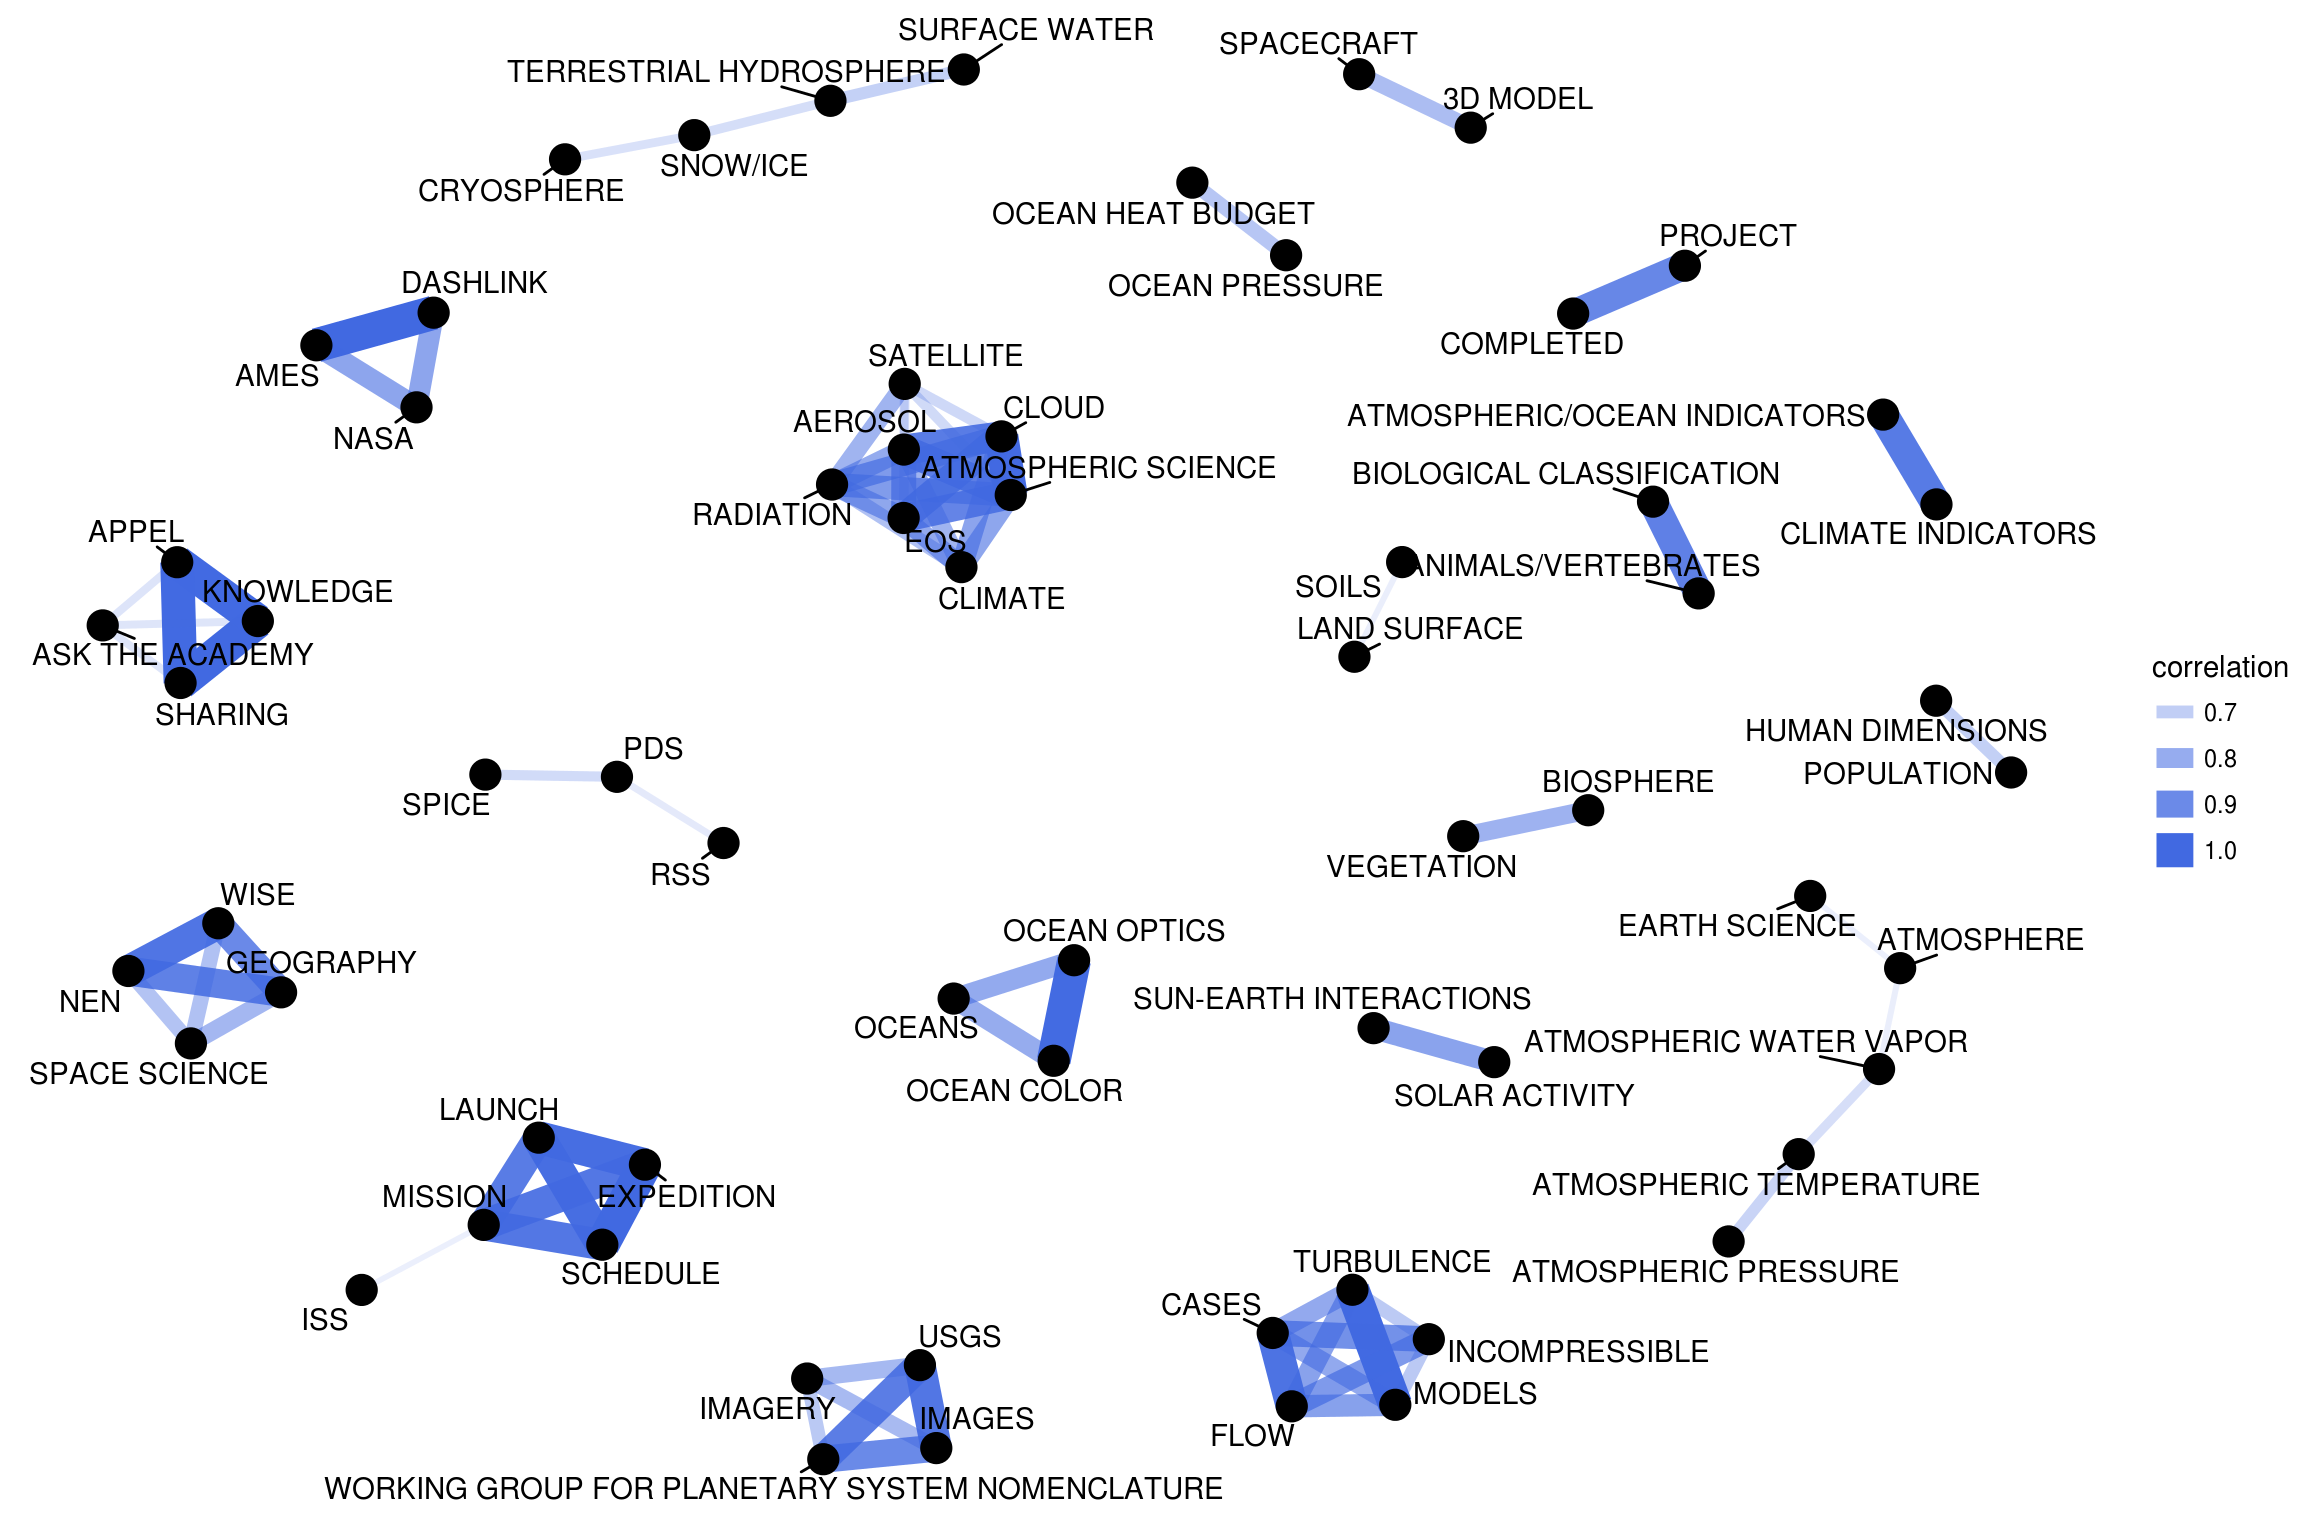 SURFACE WATER
SPACECRAFT
TERRESTRIAL HYDROSPHERE
3D MODEL
SNOW/ICE
CRYOSPHERE
OCEAN HEAT BUDGET
PROJECT
DASHLINK
OCEAN PRESSURE
COMPLETED
SATELLITE
AMES
CLOUD
ATMOSPHERIC/OCEAN INDICATORS
AEROSOL
NASA
ATMOSPHERIC SCIENCE
BIOLOGICAL CLASSIFICATION
RADIATION
APPEL
CLIMATE INDICATORS
EOS
ANIMALS/VERTEBRATES
SOILS
KNOWLEDGE
CLIMATE
LAND SURFACE
ASK THE ACADEMY
correlation
0.7
0.8
0.9
1.0
SHARING
HUMAN DIMENSIONS
PDS
POPULATION
BIOSPHERE
SPICE
VEGETATION
RSS
WISE
EARTH SCIENCE
OCEAN OPTICS
ATMOSPHERE
GEOGRAPHY
NEN
SUN-EARTH INTERACTIONS
OCEANS
ATMOSPHERIC WATER VAPOR
SPACE SCIENCE
OCEAN COLOR
SOLAR ACTIVITY
LAUNCH
ATMOSPHERIC TEMPERATURE
MISSION
EXPEDITION
TURBULENCE
ATMOSPHERIC PRESSURE
SCHEDULE
CASES
ISS
USGS
INCOMPRESSIBLE
MODELS
IMAGERY
IMAGES
FLOW
WORKING GROUP FOR PLANETARY SYSTEM NOMENCLATURE